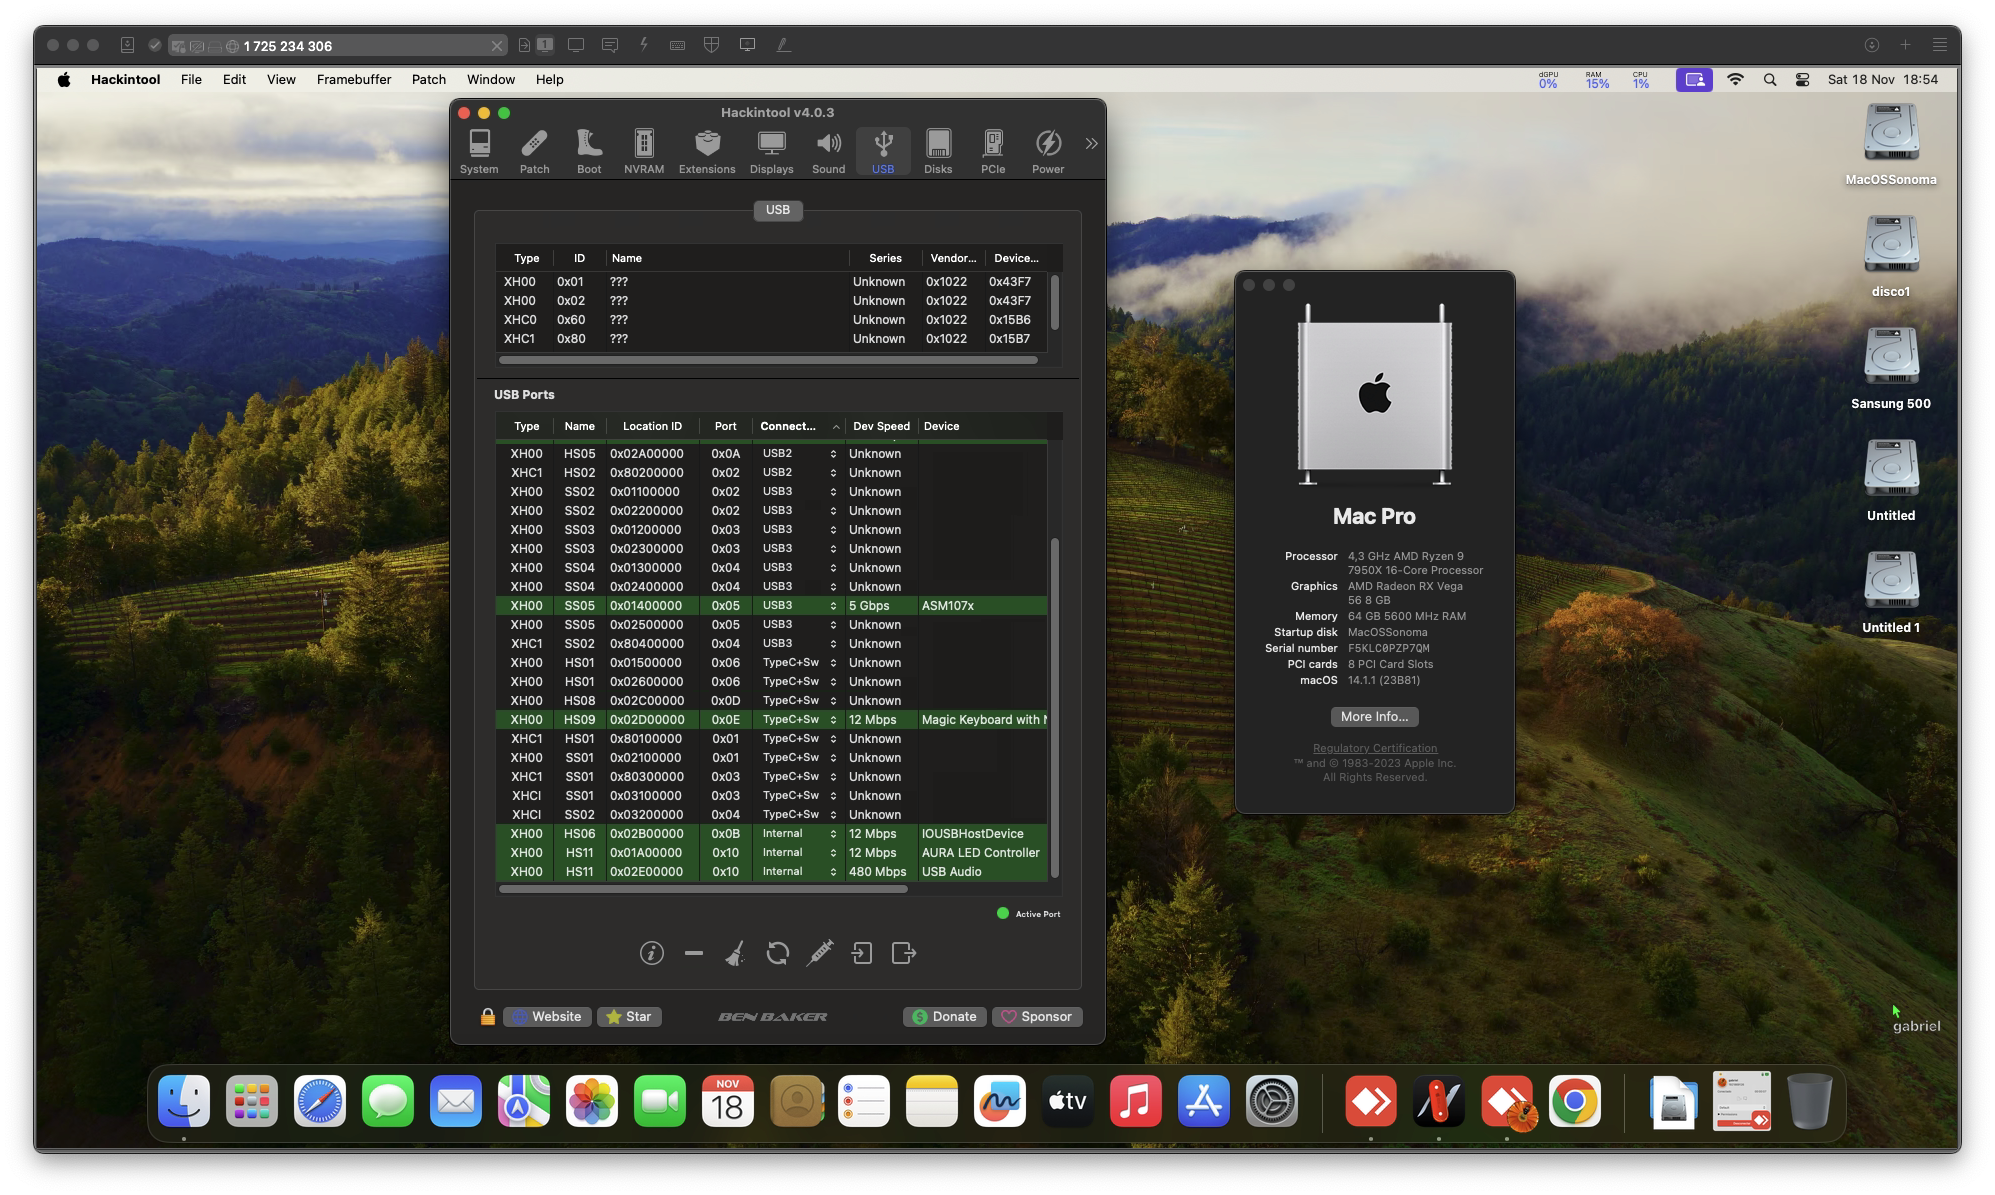 1 725 234 306
1
Hackintool File Edit View Framebuffer Patch Window Help
dGPU 0% RAM 15% CPU 1% Sat 18 Nov 18:54
Hackintool v4.0.3
System Patch Boot NVRAM Extensions Displays Sound USB Disks PCIe Power
USB
Type ID Name Series Vendor... Device...
XH00 0x01 ??? Unknown 0x1022 0x43F7
XH00 0x02 ??? Unknown 0x1022 0x43F7
XHC0 0x60 ??? Unknown 0x1022 0x15B6
XHC1 0x80 ??? Unknown 0x1022 0x15B7
USB Ports
Type Name Location ID Port Connect... Dev Speed Device
XH00 HS05 0x02A00000 0x0A USB2 Unknown
XHC1 HS02 0x80200000 0x02 USB2 Unknown
XH00 SS02 0x01100000 0x02 USB3 Unknown
XH00 SS02 0x02200000 0x02 USB3 Unknown
XH00 SS03 0x01200000 0x03 USB3 Unknown
XH00 SS03 0x02300000 0x03 USB3 Unknown
XH00 SS04 0x01300000 0x04 USB3 Unknown
XH00 SS04 0x02400000 0x04 USB3 Unknown
XH00 SS05 0x01400000 0x05 USB3 5 Gbps ASM107x
XH00 SS05 0x02500000 0x05 USB3 Unknown
XHC1 SS02 0x80400000 0x04 USB3 Unknown
XH00 HS01 0x01500000 0x06 TypeC+Sw Unknown
XH00 HS01 0x02600000 0x06 TypeC+Sw Unknown
XH00 HS08 0x02C00000 0x0D TypeC+Sw Unknown
XH00 HS09 0x02D00000 0x0E TypeC+Sw 12 Mbps Magic Keyboard with
XHC1 HS01 0x80100000 0x01 TypeC+Sw Unknown
XH00 SS01 0x02100000 0x01 TypeC+Sw Unknown
XHC1 SS01 0x80300000 0x03 TypeC+Sw Unknown
XHCI SS01 0x03100000 0x03 TypeC+Sw Unknown
XHCI SS02 0x03200000 0x04 TypeC+Sw Unknown
XH00 HS06 0x02B00000 0x0B Internal 12 Mbps IOUSBHostDevice
XH00 HS11 0x01A00000 0x10 Internal 12 Mbps AURA LED Controller
XH00 HS11 0x02E00000 0x10 Internal 480 Mbps USB Audio
Active Port
Website Star BEN BAKER Donate Sponsor
Mac Pro
Processor 4,3 GHz AMD Ryzen 9
7950X 16-Core Processor
Graphics AMD Radeon RX Vega
56 8 GB
Memory 64 GB 5600 MHz RAM
Startup disk MacOSSonoma
Serial number F5KLC0PZP7QM
PCI cards 8 PCI Card Slots
macOS 14.1.1 (23B81)
More Info...
Regulatory Certification
™ and © 1983-2023 Apple Inc.
All Rights Reserved.
MacOSSonoma
disco1
Sansung 500
Untitled
Untitled 1
gabriel
NOV
18
tv